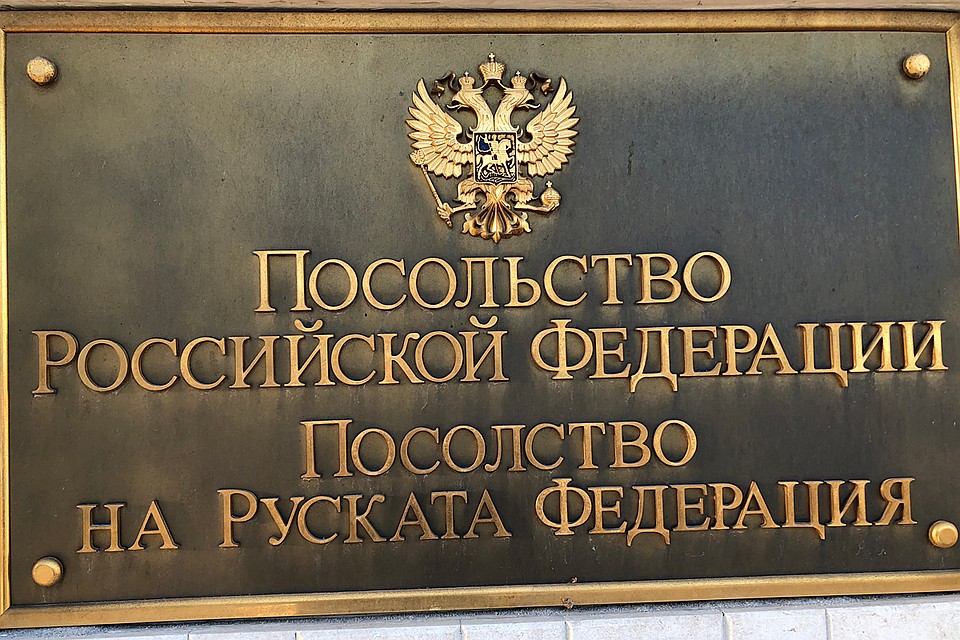 Посольство
Российской Федерации
Посолство
на Руската Федерация